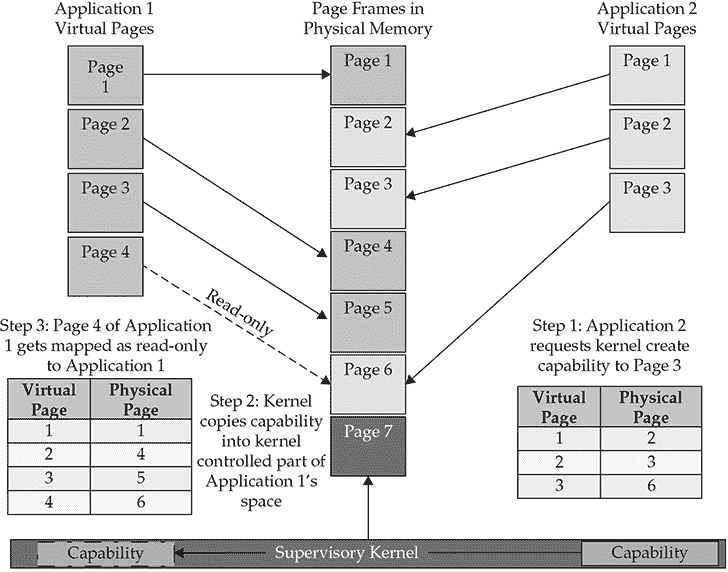 Application 1
Virtual Pages
Page Frames in
Physical Memory
Application 2
Virtual Pages
Page
1
Page 2
Page 3
Page 4
Page 1
Page 2
Page 3
Page 4
Page 5
Page 6
Page 7
Page 1
Page 2
Page 3
Read-only
Step 3: Page 4 of Application
1 gets mapped as read-only
to Application 1
Virtual Physical
Page Page
1 1
2 4
3 5
4 6
Step 2: Kernel
copies capability
into kernel
controlled part of
Application 1's
space
Step 1: Application 2
requests kernel create
capability to Page 3
Virtual Physical
Page Page
1 2
2 3
3 6
Capability Supervisory Kernel Capability